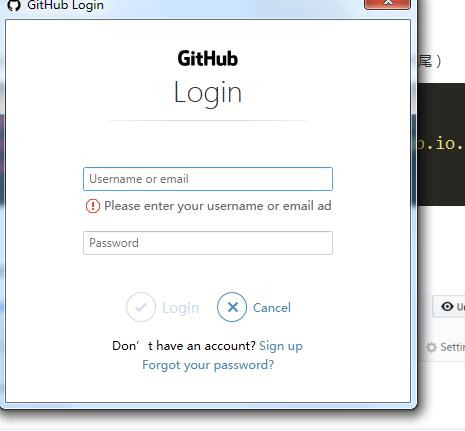 GitHub Login
GitHub
Login
尾）
.io.
Username or email
Please enter your username or email ad
Password
Login
Cancel
Don’t have an account? Sign up
Forgot your password?